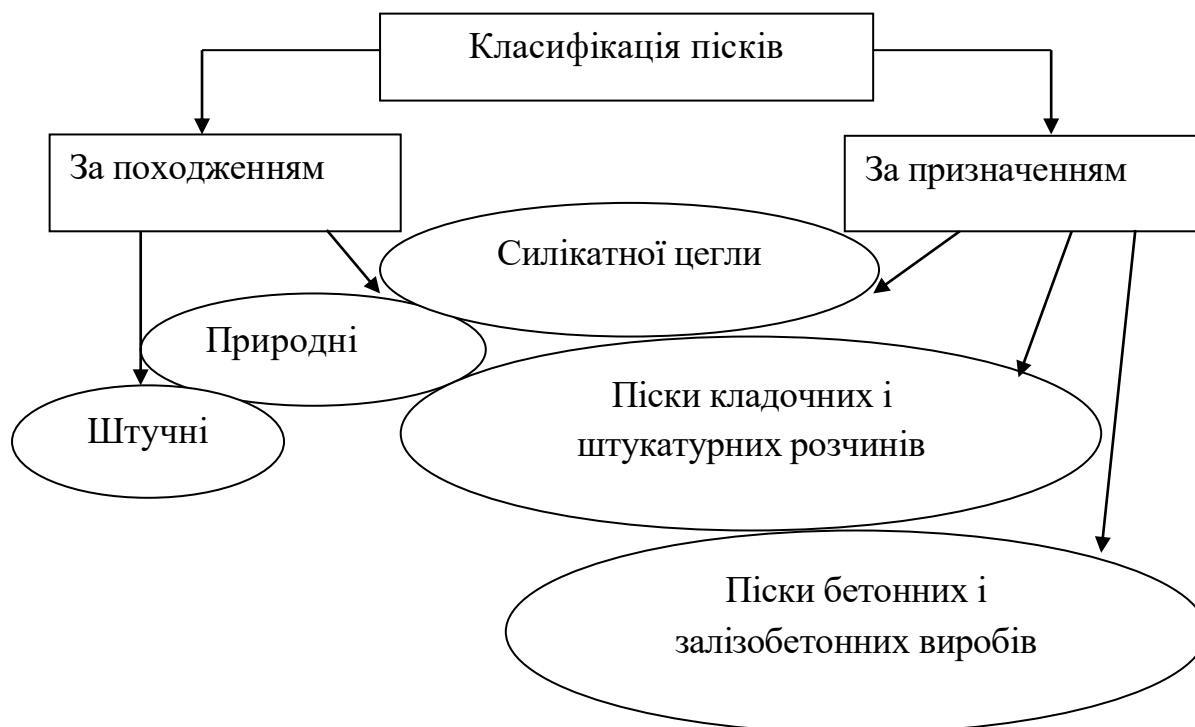 Класифікація пісків
За походженням
За призначенням
Силікатної цегли
Природні
Піски кладочних і
штукатурних розчинів
Штучні
Піски бетонних і
залізобетонних виробів